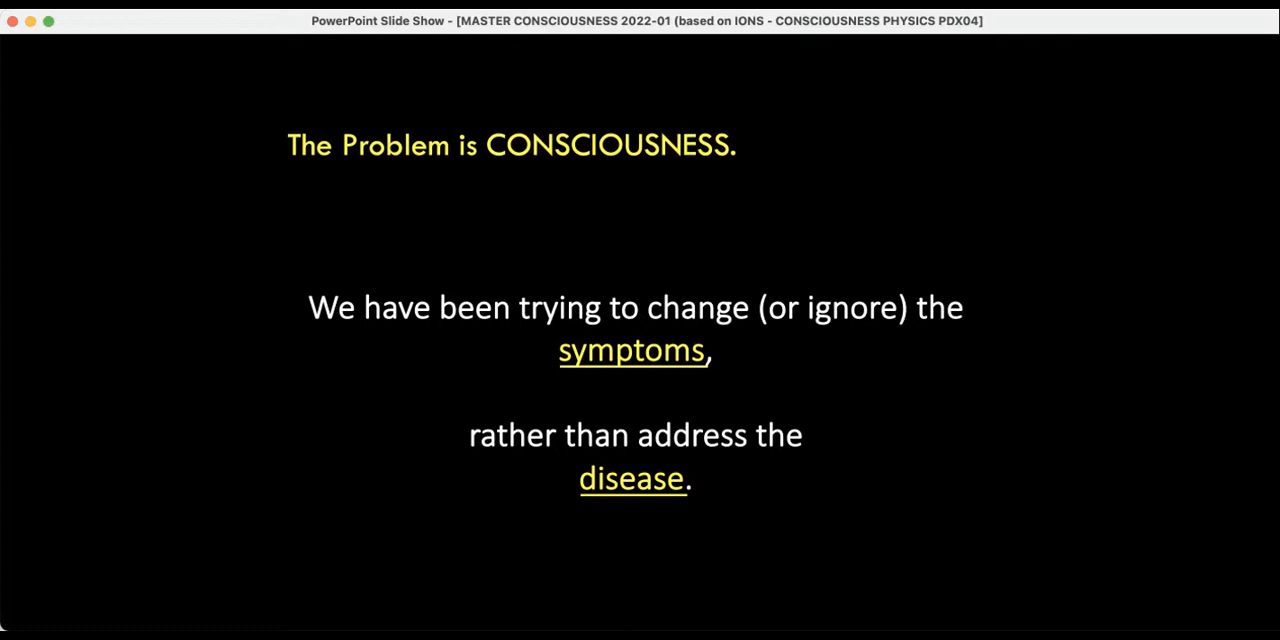 PowerPoint Slide Show - [MASTER CONSCIOUSNESS 2022-01 (based on IONS - CONSCIOUSNESS PHYSICS PDX04]
The Problem is CONSCIOUSNESS.
We have been trying to change (or ignore) the
symptoms,
rather than address the
disease.